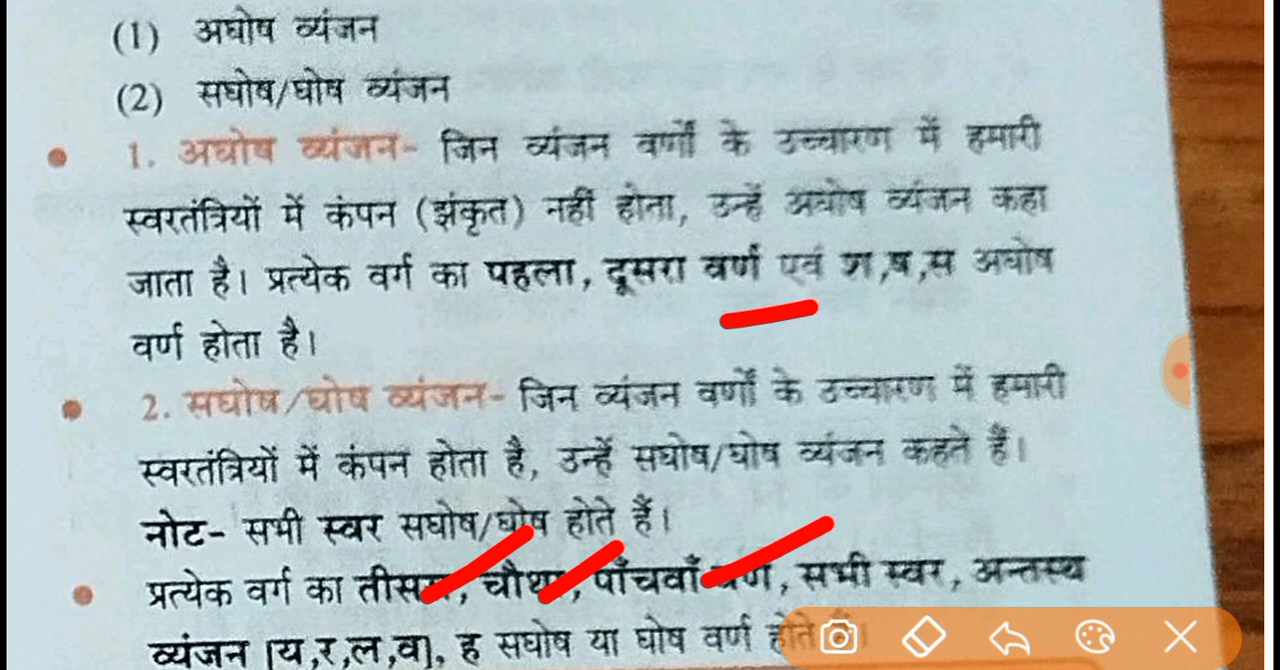 (1) अघोष व्यंजन
(2) सघोष/घोष व्यंजन
• 1. अघोष व्यंजन- जिन व्यंजन वर्णों के उच्चारण में हमारी
स्वरतंत्रियों में कंपन (झंकृत) नहीं होता, उन्हें अघोष व्यंजन कहा
जाता है। प्रत्येक वर्ग का पहला, दूसरा वर्ण एवं श,ष,स अघोष
वर्ण होता है।
• 2. सघोष/घोष व्यंजन- जिन व्यंजन वर्णों के उच्चारण में हमारी
स्वरतंत्रियों में कंपन होता है, उन्हें सघोष/घोष व्यंजन कहते हैं।
नोट- सभी स्वर सघोष/घोष होते हैं।
• प्रत्येक वर्ग का तीसरा, चौथा, पाँचवाँ वर्ण, सभी स्वर, अन्तस्थ
व्यंजन [य,र,ल,व], ह सघोष या घोष वर्ण होते